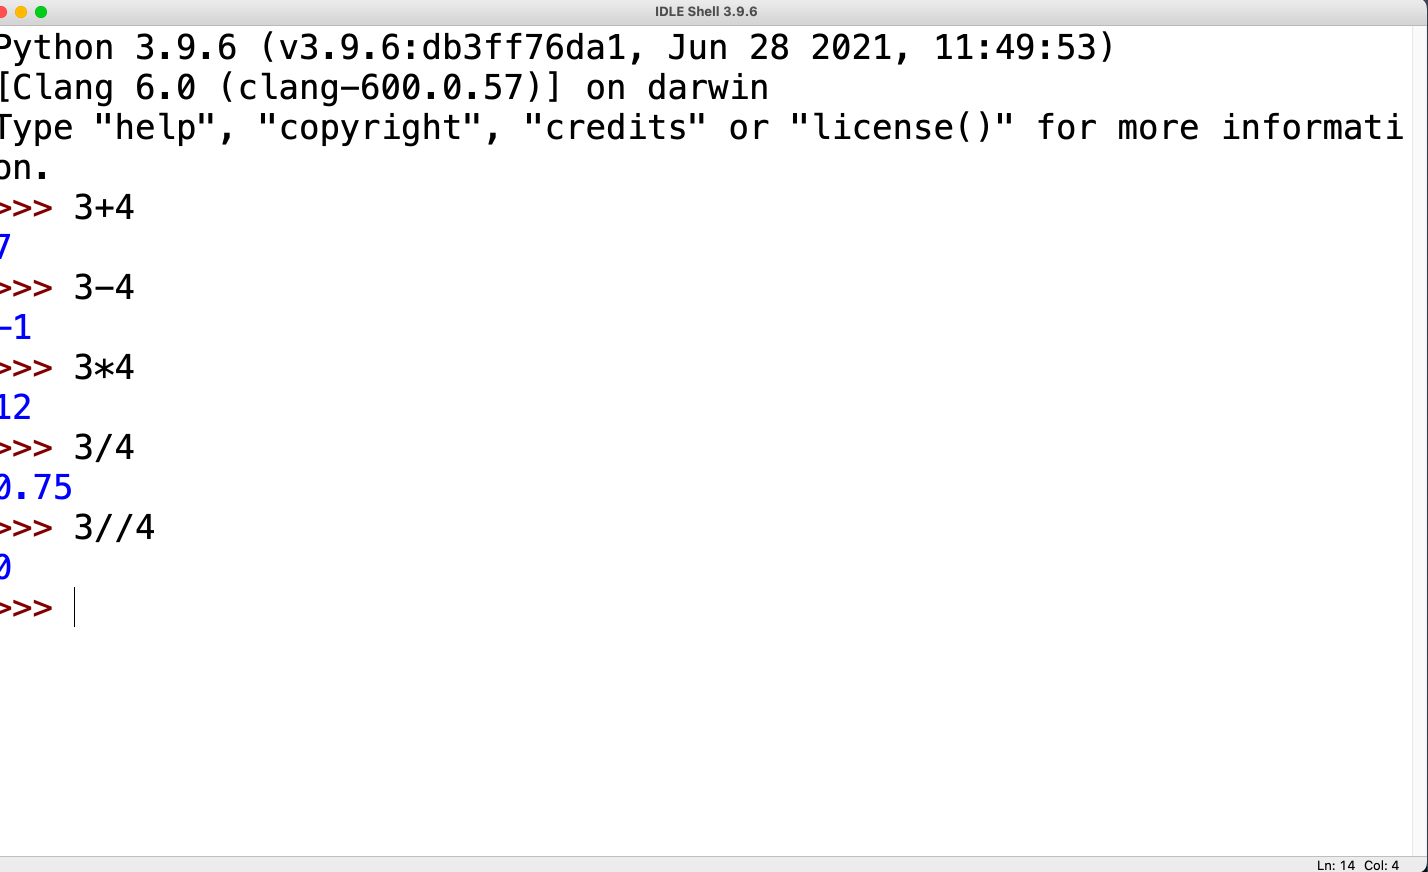 IDLE Shell 3.9.6
Python 3.9.6 (v3.9.6:db3ff76da1, Jun 28 2021, 11:49:53)
[Clang 6.0 (clang-600.0.57)] on darwin
Type "help", "copyright", "credits" or "license()" for more informati
on.
>>> 3+4
7
>>> 3-4
-1
>>> 3*4
12
>>> 3/4
0.75
>>> 3//4
0
>>>
Ln: 14 Col: 4